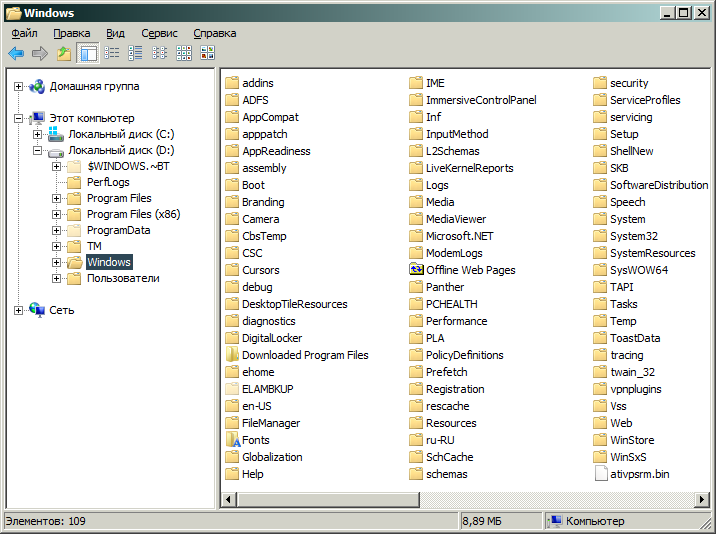 Windows
Файл Правка Вид Сервис Справка
Домашняя группа
Этот компьютер
Локальный диск (C:)
Локальный диск (D:)
$WINDOWS.~BT
PerfLogs
Program Files
Program Files (x86)
ProgramData
TM
Windows
Пользователи
Сеть
addins
ADFS
AppCompat
apppatch
AppReadiness
assembly
Boot
Branding
Camera
CbsTemp
CSC
Cursors
debug
DesktopTileResources
diagnostics
DigitalLocker
Downloaded Program Files
ehome
ELAMBKUP
en-US
FileManager
Fonts
Globalization
Help
IME
ImmersiveControlPanel
Inf
InputMethod
L2Schemas
LiveKernelReports
Logs
Media
MediaViewer
Microsoft.NET
ModemLogs
Offline Web Pages
Panther
PCHEALTH
Performance
PLA
PolicyDefinitions
Prefetch
Registration
rescache
Resources
ru-RU
SchCache
schemas
security
ServiceProfiles
servicing
Setup
ShellNew
SKB
SoftwareDistribution
Speech
System
System32
SystemResources
SysWOW64
TAPI
Tasks
Temp
ToastData
tracing
twain_32
vpnplugins
Vss
Web
WinStore
WinSxS
ativpsrm.bin
Элементов: 109
8,89 МБ
Компьютер